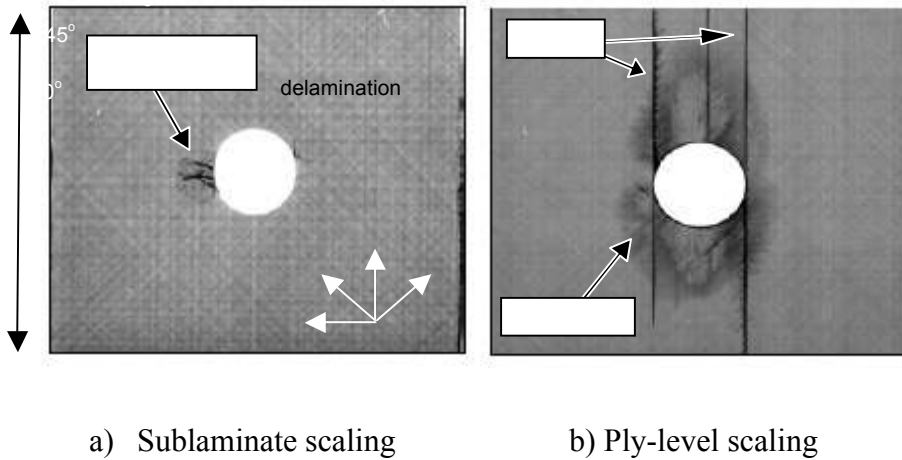 45°
0°
delamination
a) Sublaminate scaling
b) Ply-level scaling